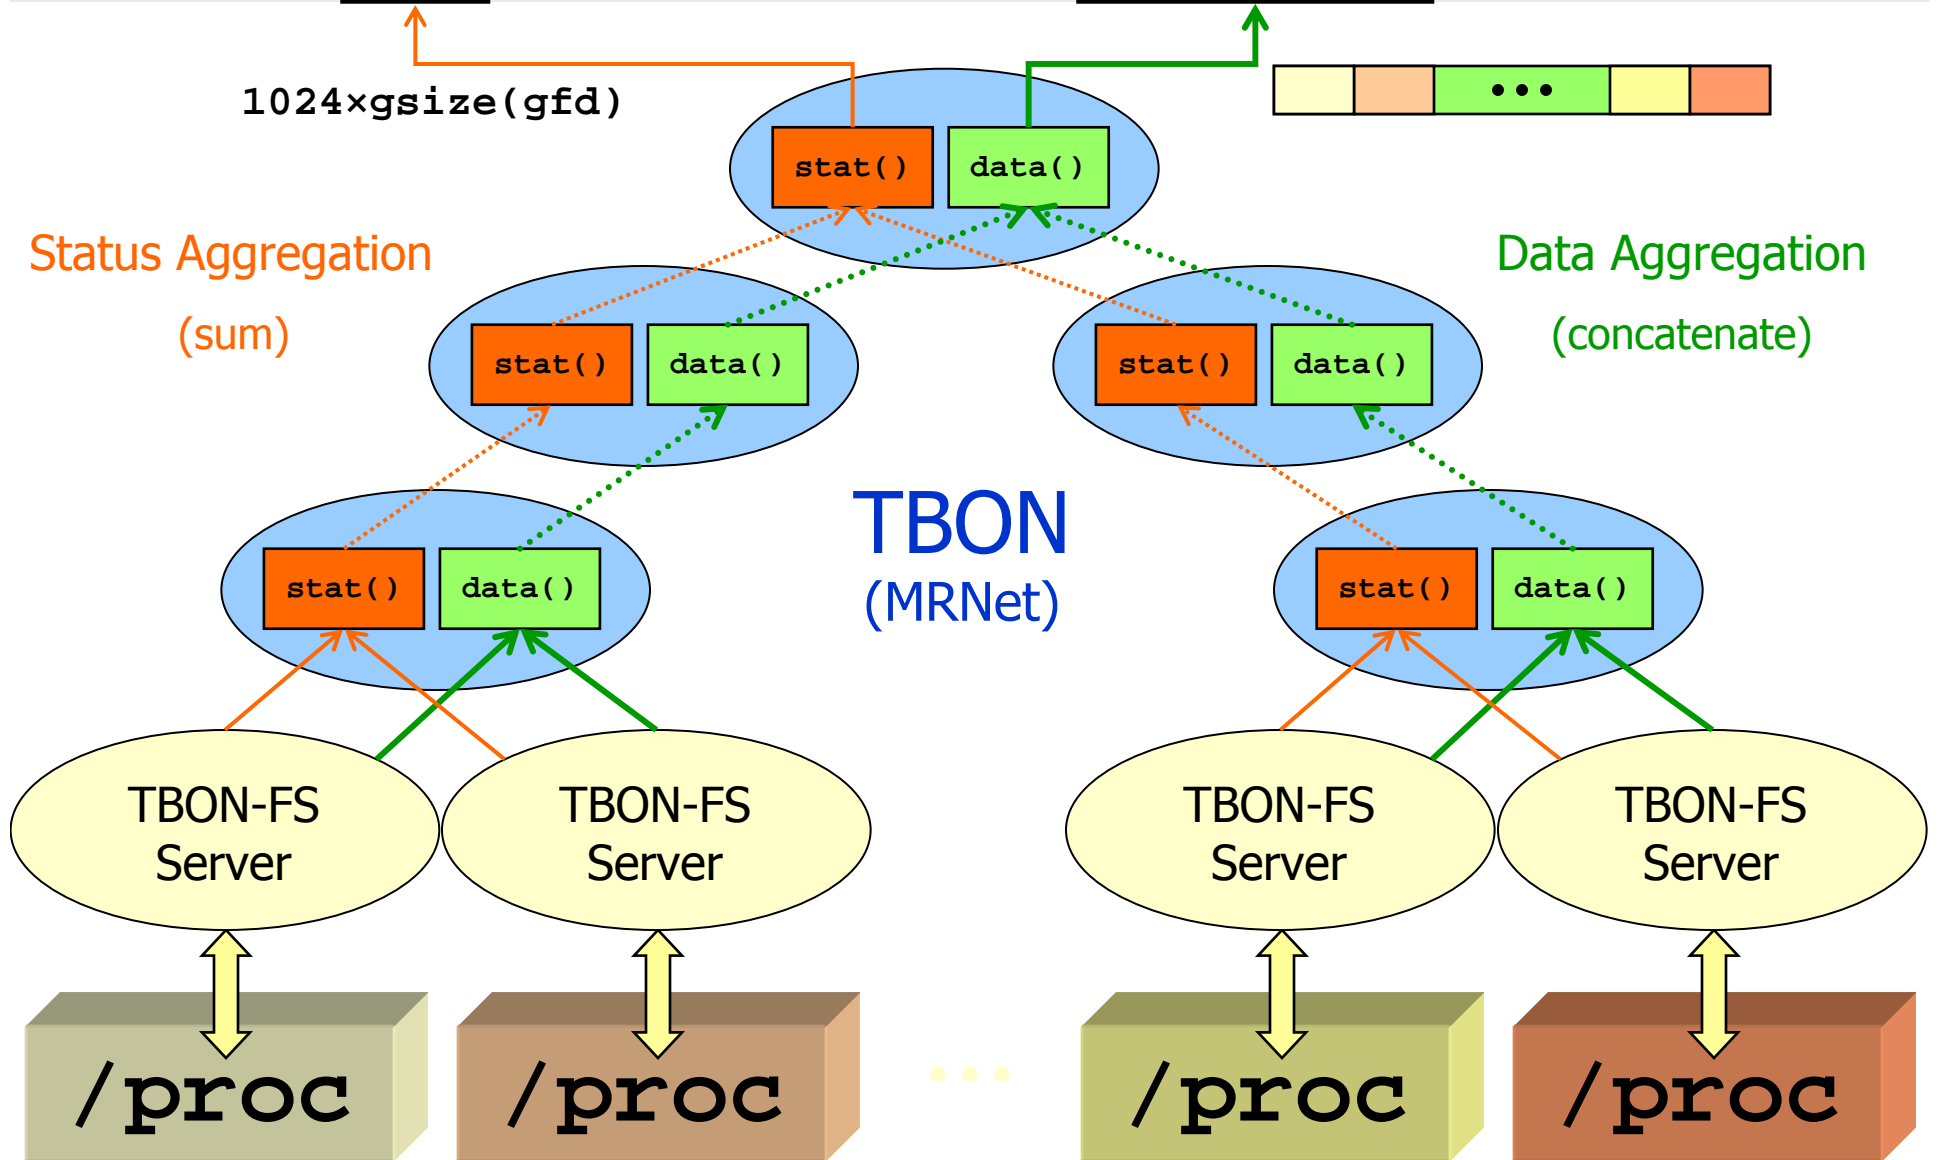 1024×gsize(gfd)
•••
stat() data()
Status Aggregation
(sum)
Data Aggregation
(concatenate)
stat() data()
stat() data()
TBON
(MRNet)
stat() data()
stat() data()
TBON-FS
Server
TBON-FS
Server
TBON-FS
Server
TBON-FS
Server
/proc
/proc
•••
/proc
/proc